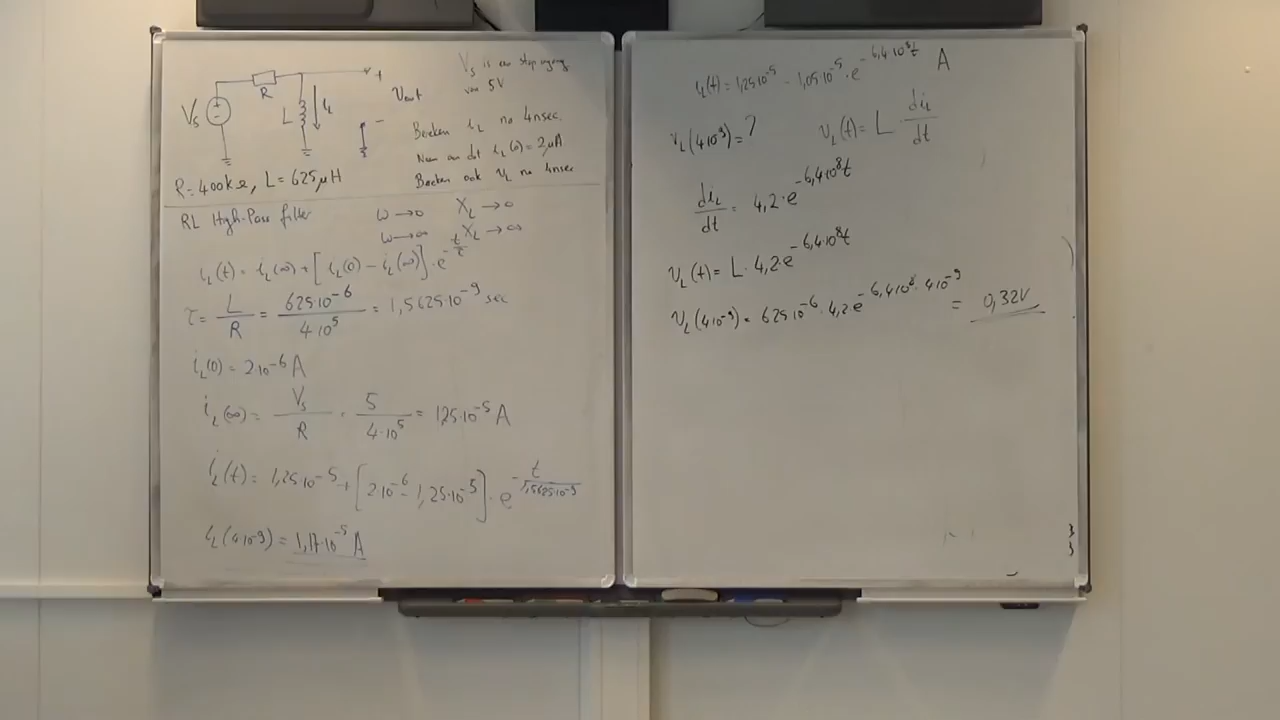 Vs is een stap ingang
van 5V
R
+
Vs
L
iL
Vout
-
Bereken iL na 4nsec.
Neem aan dat iL(0) = 2μA
Bereken ook vL na 4nsec
R = 400kΩ, L = 625μH
RL High-Pass filter
ω→0 XL→0
ω→∞ XL→∞
iL(t) = iL(∞) + [iL(0) - iL(∞)]·e^(-t/τ)
τ = L/R = 625·10^-6 / 4·10^5 = 1,5625·10^-9 sec
iL(0) = 2·10^-6 A
iL(∞) = Vs/R = 5/4·10^5 = 1,25·10^-5 A
iL(t) = 1,25·10^-5 + [2·10^-6 - 1,25·10^-5]·e^(-t/1,5625·10^-9)
iL(4·10^-9) = 1,17·10^-5 A
iL(t) = 1,25·10^-5 - 1,05·10^-5·e^(-6,4·10^8t) A
vL(4·10^-9) = ? vL(t) = L·diL/dt
diL/dt = 4,2·e^(-6,4·10^8t)
vL(t) = L·4,2·e^(-6,4·10^8t)
vL(4·10^-9) = 625·10^-6·4,2·e^(-6,4·10^8·4·10^-9) = 0,32V